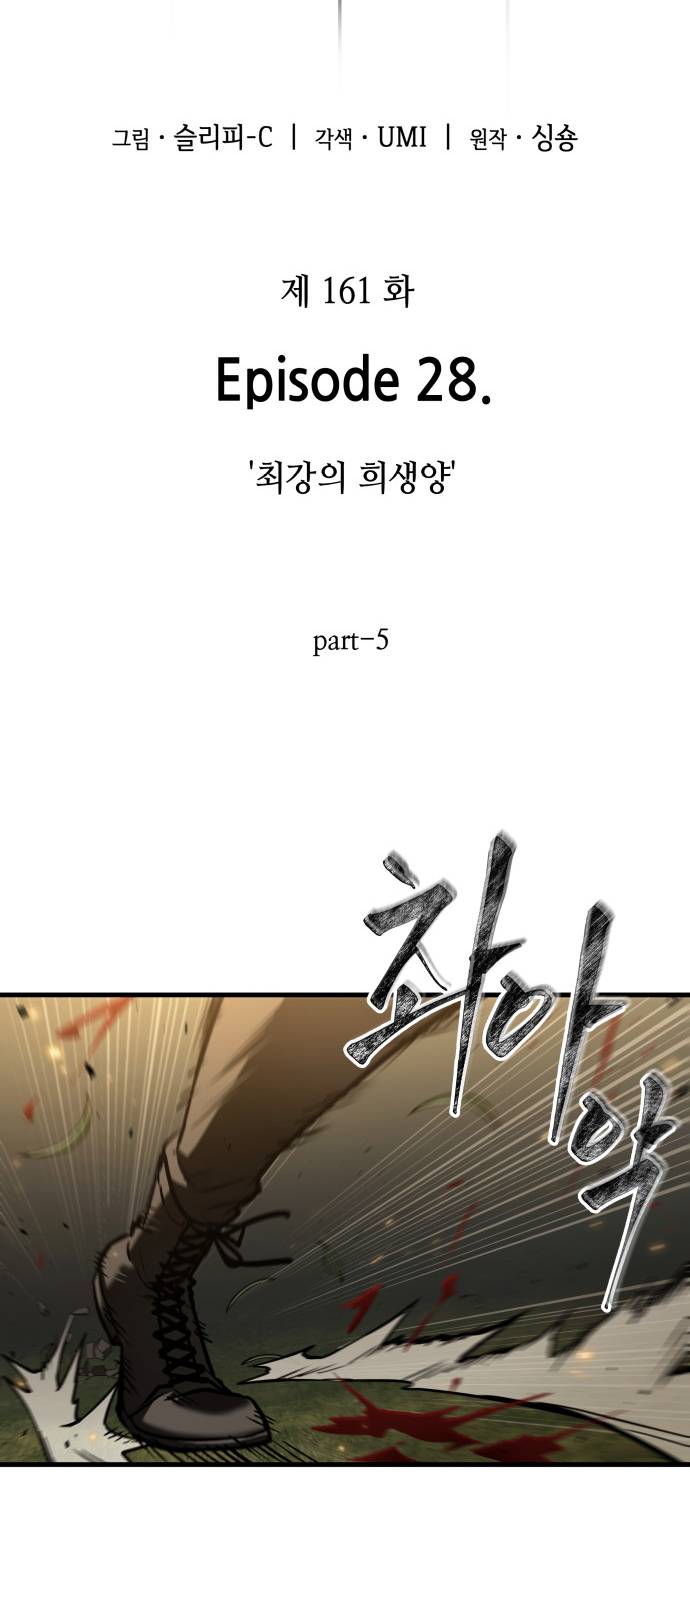 그림 · 슬리피-C | 각색 · UMI | 원작 · 싱숑
제 161 화
Episode 28.
'최강의 희생양'
part-5
촤아악